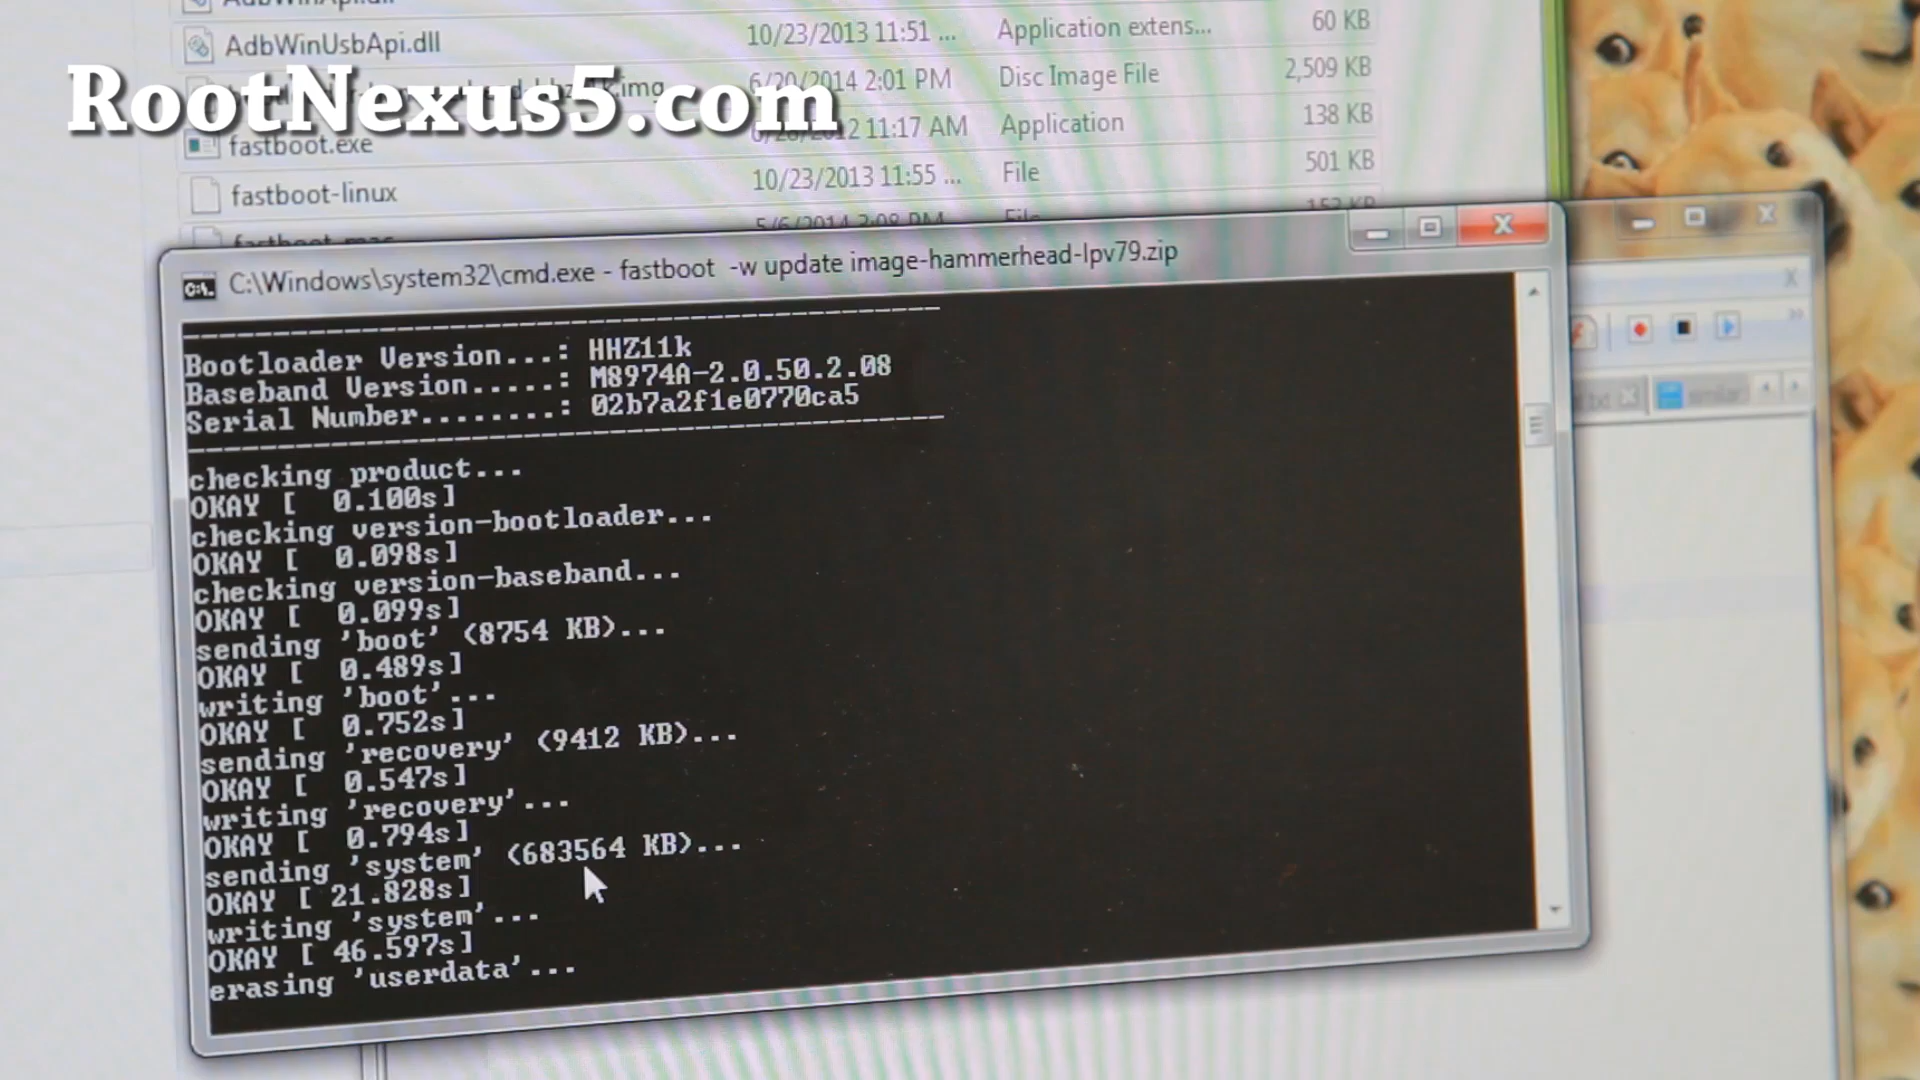 AdbWinUsbApi.dll 10/23/2013 11:51 ... Application extens... 60 KB
RootNexus5.com
.img 6/20/2014 2:01 PM Disc Image File 2,509 KB
fastboot.exe 11:17 AM Application 138 KB
fastboot-linux 10/23/2013 11:55 ... File 501 KB
C:\Windows\system32\cmd.exe - fastboot -w update image-hammerhead-lpv79.zip
--------------------------------------------
Bootloader Version...: HHZ11k
Baseband Version.....: M8974A-2.0.50.2.08
Serial Number........: 02b7a2f1e0770ca5
--------------------------------------------
checking product...
OKAY [  0.100s]
checking version-bootloader...
OKAY [  0.098s]
checking version-baseband...
OKAY [  0.099s]
sending 'boot' (8754 KB)...
OKAY [  0.489s]
writing 'boot'...
OKAY [  0.752s]
sending 'recovery' (9412 KB)...
OKAY [  0.547s]
writing 'recovery'...
OKAY [  0.794s]
sending 'system' (683564 KB)...
OKAY [ 21.828s]
writing 'system'...
OKAY [ 46.597s]
erasing 'userdata'...